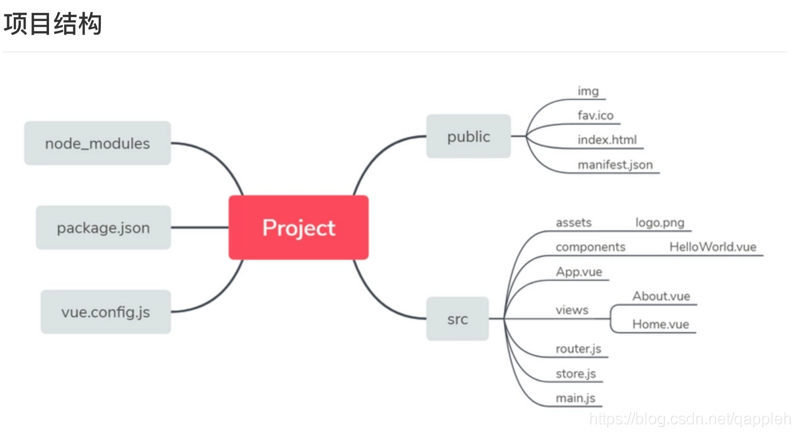 项目结构
node_modules
package.json
vue.config.js
Project
public
img
fav.ico
index.html
manifest.json
src
assets
logo.png
components
HelloWorld.vue
App.vue
views
About.vue
Home.vue
router.js
store.js
main.js
https://blog.csdn.net/qappleh